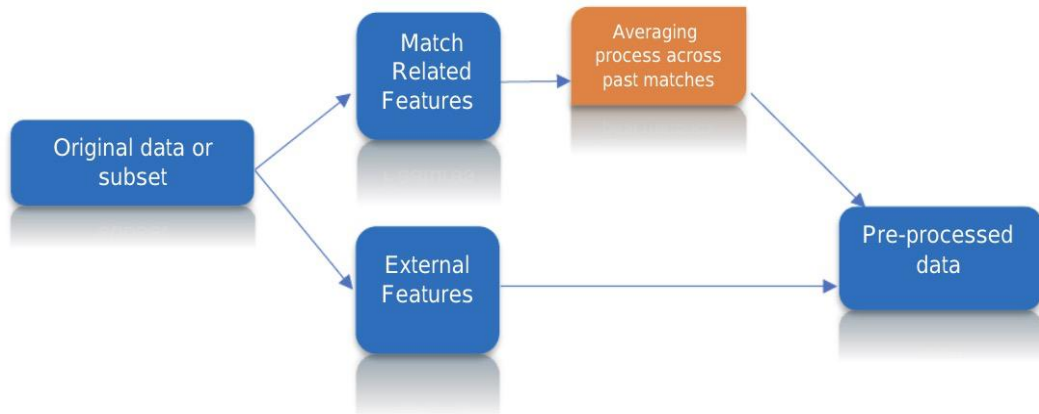 Match
Related
Features
Averaging
process across
past matches
Original data or
subset
External
Features
Pre-processed
data